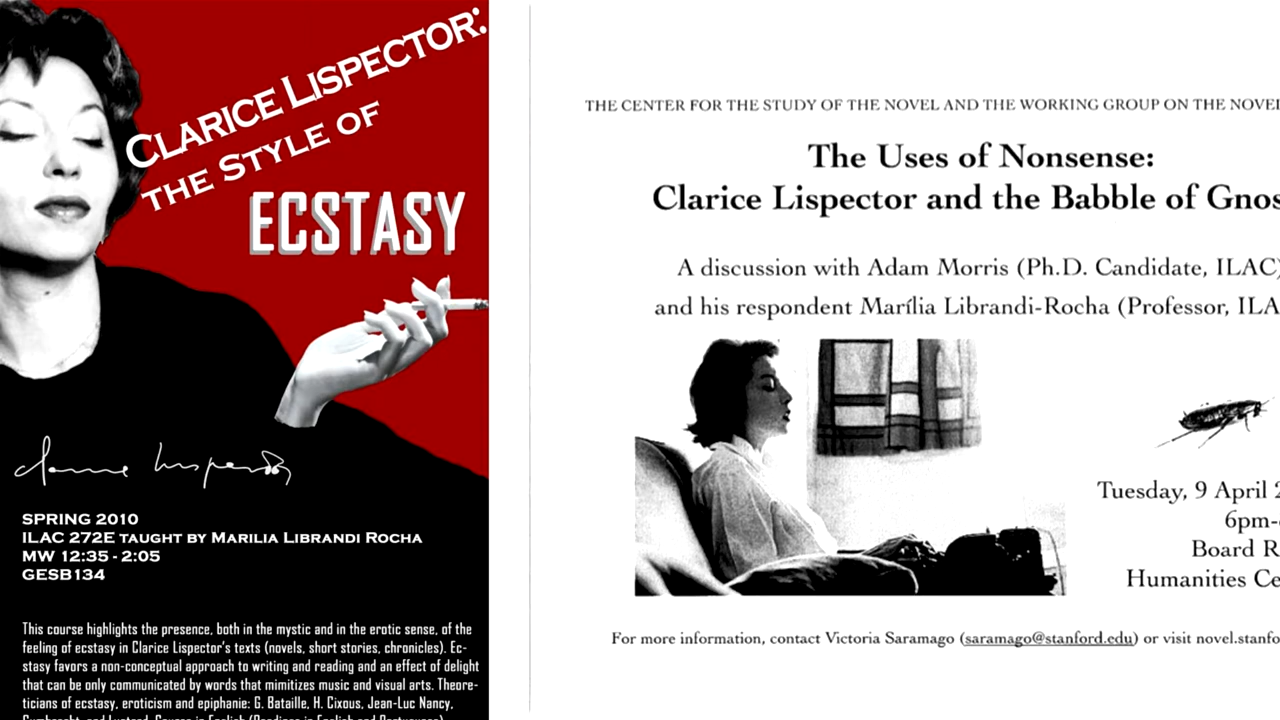 CLARICE LISPECTOR:
THE STYLE OF
ECSTASY
Clarice Lispector
SPRING 2010
ILAC 272E TAUGHT BY MARILIA LIBRANDI ROCHA
MW 12:35 - 2:05
GESB134
This course highlights the presence, both in the mystic and in the erotic sense, of the
feeling of ecstasy in Clarice Lispector's texts (novels, short stories, chronicles). Ec-
stasy favors a non-conceptual approach to writing and reading and an effect of delight
that can be only communicated by words that mimitizes music and visual arts. Theore-
ticians of ecstasy, eroticism and epiphanie: G. Bataille, H. Cixous, Jean-Luc Nancy,
THE CENTER FOR THE STUDY OF THE NOVEL AND THE WORKING GROUP ON THE NOVEL
The Uses of Nonsense:
Clarice Lispector and the Babble of Gnos
A discussion with Adam Morris (Ph.D. Candidate, ILAC)
and his respondent Marília Librandi-Rocha (Professor, ILA
Tuesday, 9 April 2
6pm-
Board R
Humanities Ce
For more information, contact Victoria Saramago (saramago@stanford.edu) or visit novel.stanfo